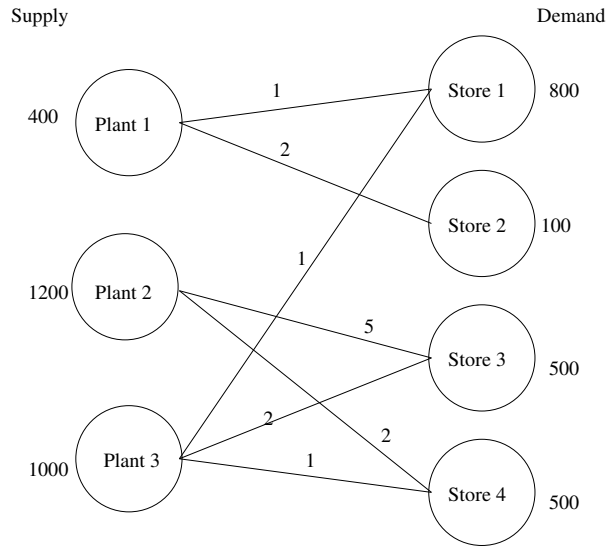 Supply Demand
1 Store 1 800
400 Plant 1
2
Store 2 100
1
1200 Plant 2
5
Store 3 500
2 2
1000 Plant 3 1
Store 4 500